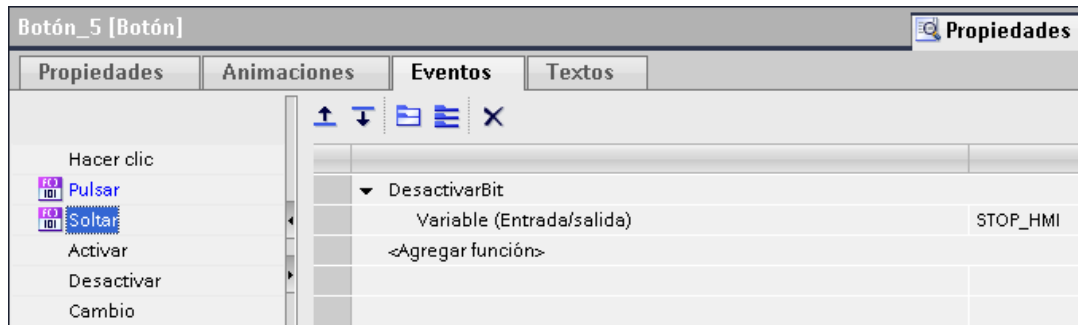 Botón_5 [Botón]
Propiedades
Propiedades Animaciones Eventos Textos
Hacer clic
Pulsar
Soltar
Activar
Desactivar
Cambio
DesactivarBit
Variable (Entrada/salida) STOP_HMI
<Agregar función>